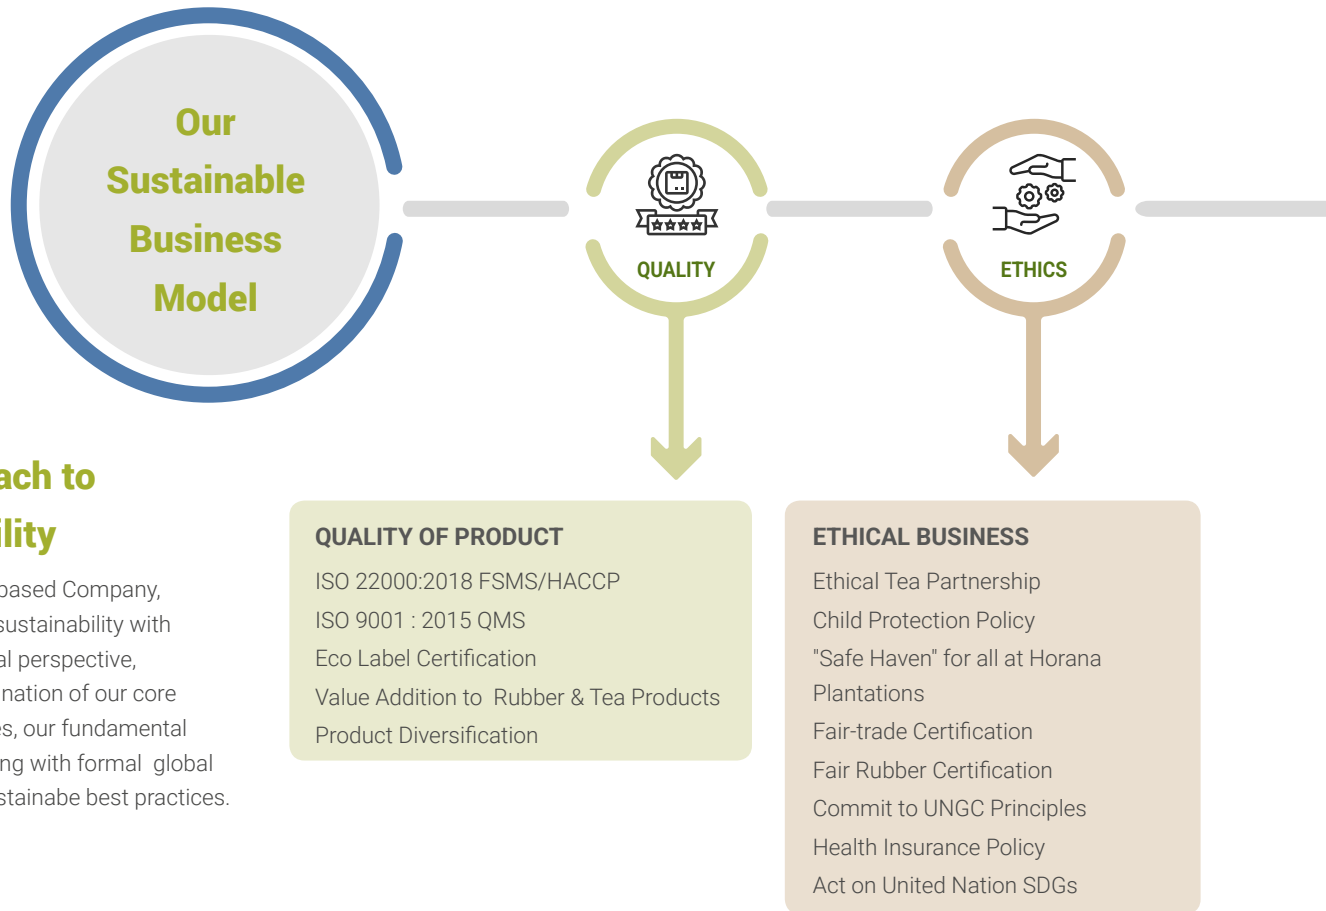 Our
Sustainable
Business
Model
QUALITY
ETHICS
ach to
ility
based Company,
sustainability with
al perspective,
nation of our core
es, our fundamental
ng with formal global
stainabe best practices.
QUALITY OF PRODUCT
ISO 22000:2018 FSMS/HACCP
ISO 9001 : 2015 QMS
Eco Label Certification
Value Addition to Rubber & Tea Products
Product Diversification
ETHICAL BUSINESS
Ethical Tea Partnership
Child Protection Policy
"Safe Haven" for all at Horana
Plantations
Fair-trade Certification
Fair Rubber Certification
Commit to UNGC Principles
Health Insurance Policy
Act on United Nation SDGs